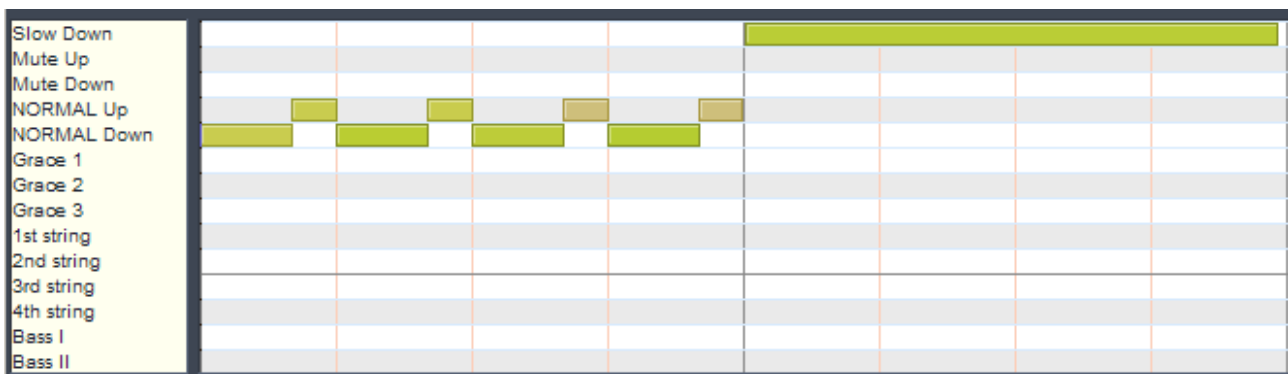 Slow Down
Mute Up
Mute Down
NORMAL Up
NORMAL Down
Grace 1
Grace 2
Grace 3
1st string
2nd string
3rd string
4th string
Bass I
Bass II